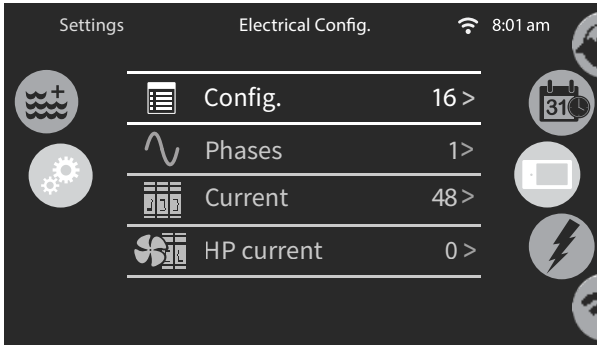 Settings Electrical Config. 8:01 am
Config. 16 >
31
Phases 1>
Current 48 >
HP current 0 >